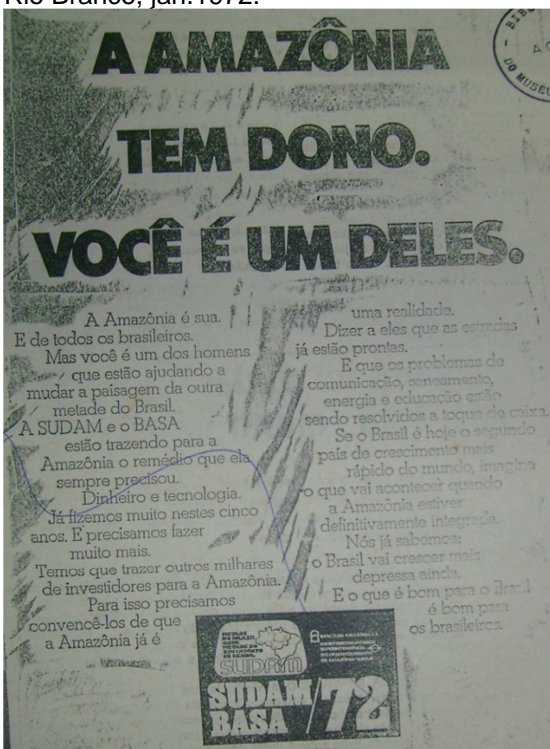 Rio Branco, jan.1972.
A AMAZÔNIA
TEM DONO.
VOCÊ É UM DELES.
A Amazônia é sua.
E de todos os brasileiros.
Mas você é um dos homens
que estão ajudando a
mudar a paisagem da outra
metade do Brasil.
A SUDAM e o BASA
estão trazendo para a
Amazônia o remédio que ela
sempre precisou.
Dinheiro e tecnologia.
Já fizemos muito nestes cinco
anos. E precisamos fazer
muito mais.
Temos que trazer outros milhares
de investidores para a Amazônia.
Para isso precisamos
convencê-los de que
a Amazônia já é
uma realidade.
Dizer a eles que as estradas
já estão prontas.
E que os problemas de
comunicação, saneamento,
energia e educação estão
sendo resolvidos a toque de caixa.
Se o Brasil é hoje o segundo
país de crescimento mais
rápido do mundo, imagine
o que vai acontecer quando
a Amazônia estiver
definitivamente integrada.
Nós já sabemos:
o Brasil vai crescer mais
depressa ainda.
E o que é bom para o Brasil
é bom para
os brasileiros.
SUDAM
SUDAM
BASA
/72
DO MUSEU